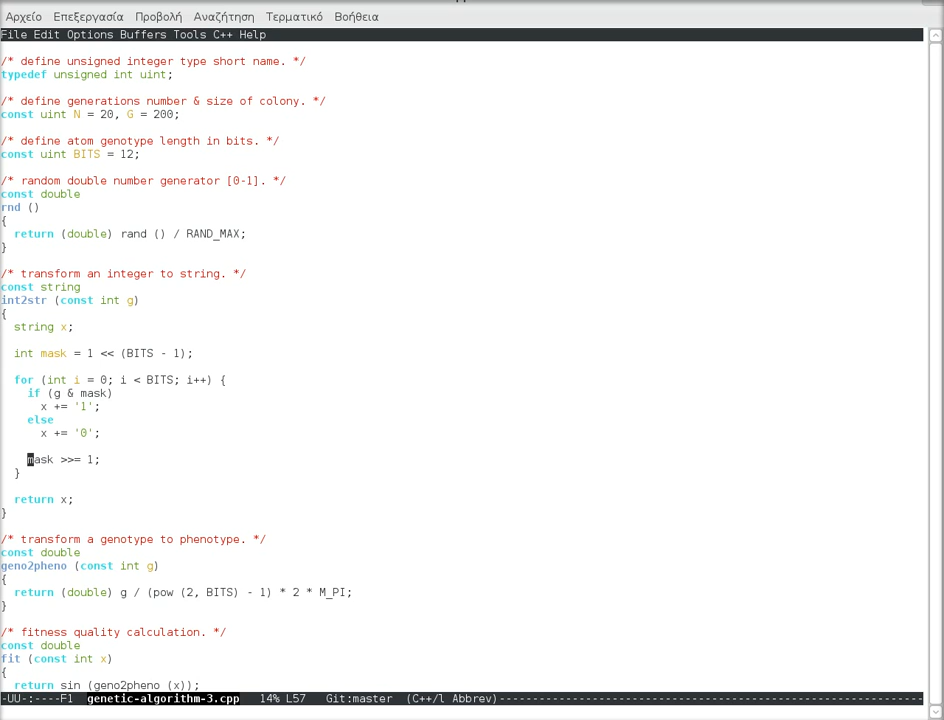 Αρχείο Επεξεργασία Προβολή Αναζήτηση Τερματικό Βοήθεια
File Edit Options Buffers Tools C++ Help
/* define unsigned integer type short name. */
typedef unsigned int uint;
/* define generations number & size of colony. */
const uint N = 20, G = 200;
/* define atom genotype length in bits. */
const uint BITS = 12;
/* random double number generator [0-1]. */
const double
rnd ()
{
  return (double) rand () / RAND_MAX;
}
/* transform an integer to string. */
const string
int2str (const int g)
{
  string x;
  int mask = 1 << (BITS - 1);
  for (int i = 0; i < BITS; i++) {
    if (g & mask)
      x += '1';
    else
      x += '0';
    mask >>= 1;
  }
  return x;
}
/* transform a genotype to phenotype. */
const double
geno2pheno (const int g)
{
  return (double) g / (pow (2, BITS) - 1) * 2 * M_PI;
}
/* fitness quality calculation. */
const double
fit (const int x)
{
  return sin (geno2pheno (x));
-UU-:----F1  genetic-algorithm-3.cpp   14% L57   Git:master  (C++/l Abbrev)----------------------------------------------------------------